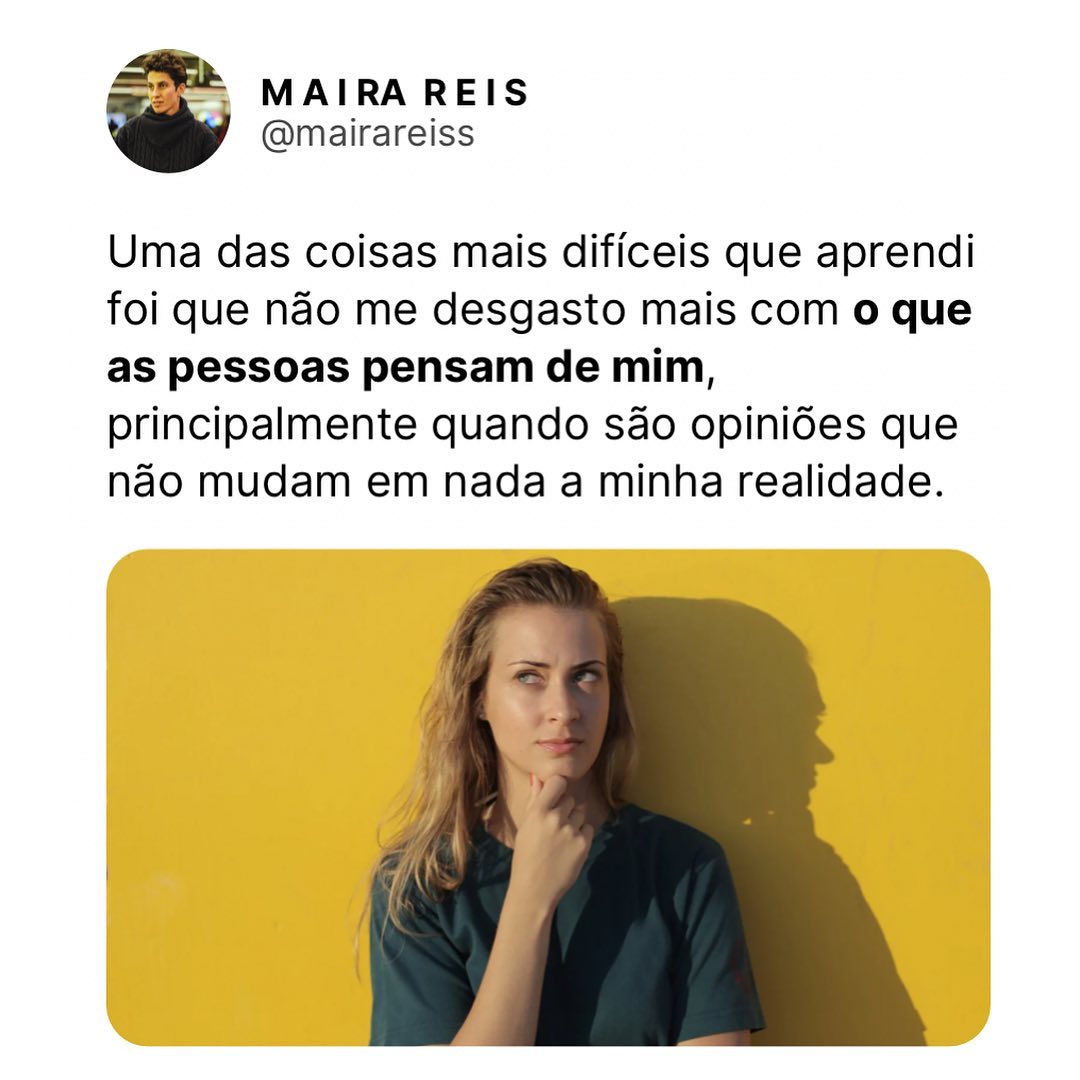 MAIRA REIS
@mairareiss
Uma das coisas mais difíceis que aprendi
foi que não me desgasto mais com o que
as pessoas pensam de mim,
principalmente quando são opiniões que
não mudam em nada a minha realidade.